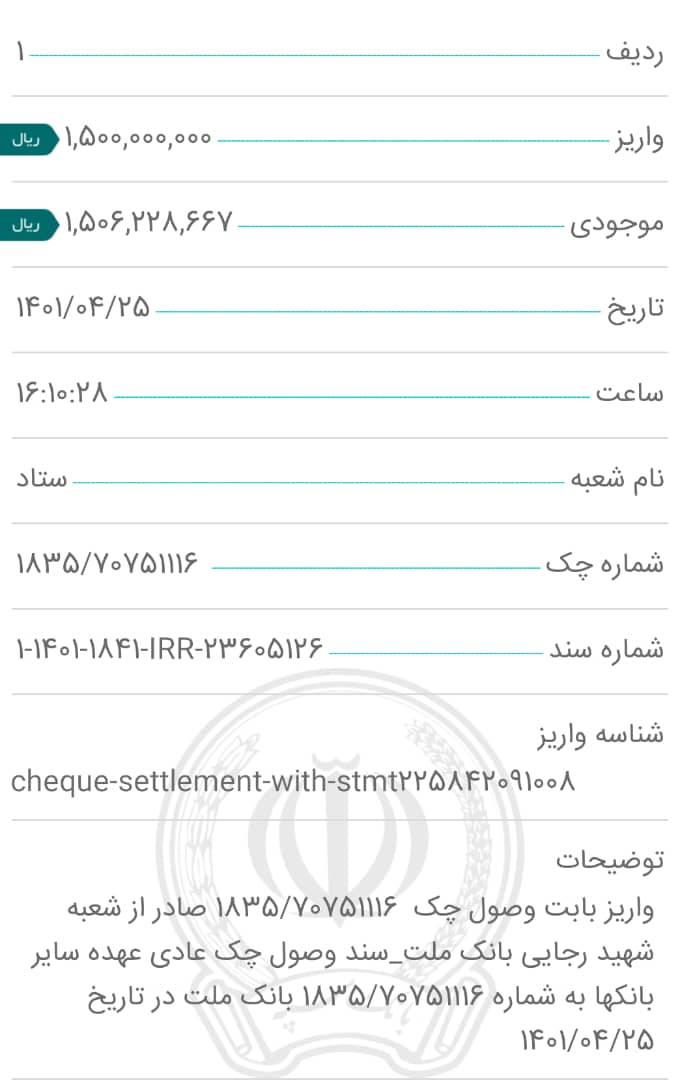 ردیف ۱
واریز ۱,۵۰۰,۰۰۰,۰۰۰ ریال
موجودی ۱,۵۰۶,۲۲۸,۶۶۷ ریال
تاریخ ۱۴۰۱/۰۴/۲۵
ساعت ۱۶:۱۰:۲۸
نام شعبه ستاد
شماره چک ۱۸۳۵/۷۰۷۵۱۱۱۶
شماره سند ۱-۱۴۰۱-۱۸۴۱-IRR-۲۳۶۰۵۱۲۶
شناسه واریز
cheque-settlement-with-stmt۲۲۵۸۴۲۰۹۱۰۰۸
توضیحات
واریز بابت وصول چک ۱۸۳۵/۷۰۷۵۱۱۱۶ صادر از شعبه
شهید رجایی بانک ملت_سند وصول چک عادی عهده سایر
بانکها به شماره ۱۸۳۵/۷۰۷۵۱۱۱۶ بانک ملت در تاریخ
۱۴۰۱/۰۴/۲۵